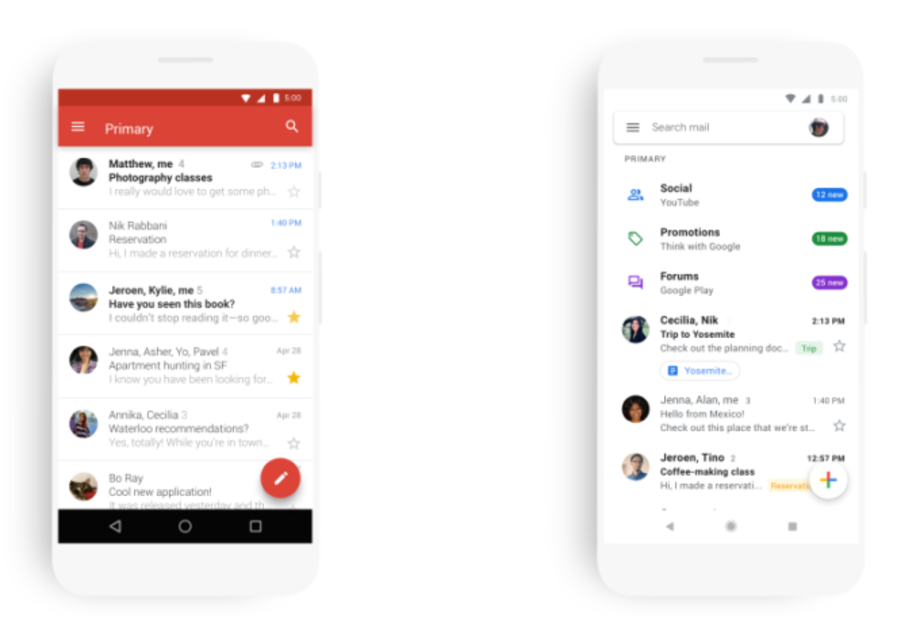 5:00
Primary
Matthew, me 4
2:13 PM
Photography classes
I really would love to get some ph...
Nik Rabbani
1:40 PM
Reservation
Hi, I made a reservation for dinner...
Jeroen, Kylie, me 5
8:57 AM
Have you seen this book?
I couldn't stop reading it—so goo...
Jenna, Asher, Yo, Pavel 4
Apr 28
Apartment hunting in SF
I know you have been looking for...
Annika, Cecilia 3
Apr 28
Waterloo recommendations?
Yes, totally! While you're in town...
Bo Ray
Cool new application!
It was released yesterday and th
5:00
Search mail
PRIMARY
Social
YouTube
12 new
Promotions
Think with Google
18 new
Forums
Google Play
25 new
Cecilia, Nik
2:13 PM
Trip to Yosemite
Check out the planning doc...
Trip
Yosemite...
Jenna, Alan, me 3
1:40 PM
Hello from Mexico!
Check out this place that we're st...
Jeroen, Tino 2
12:57 PM
Coffee-making class
Hi, I made a reservati...
Reservati